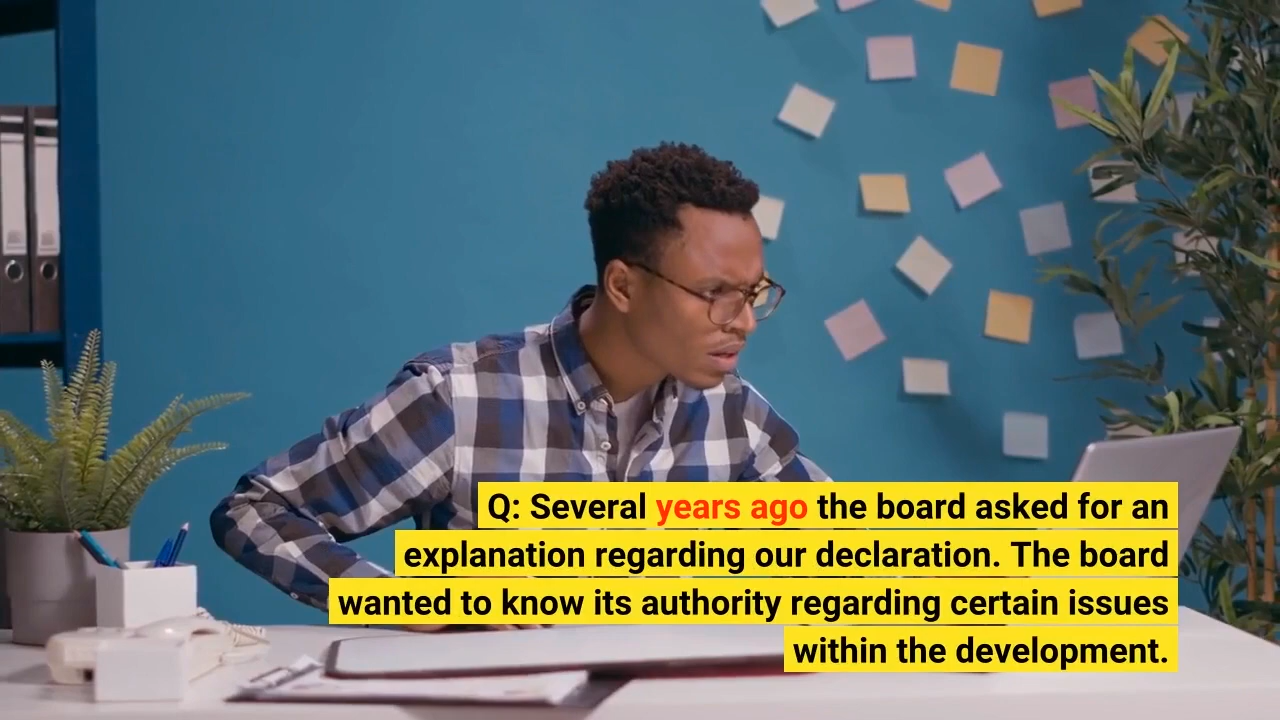 Q: Several years ago the board asked for an
explanation regarding our declaration. The board
wanted to know its authority regarding certain issues
within the development.